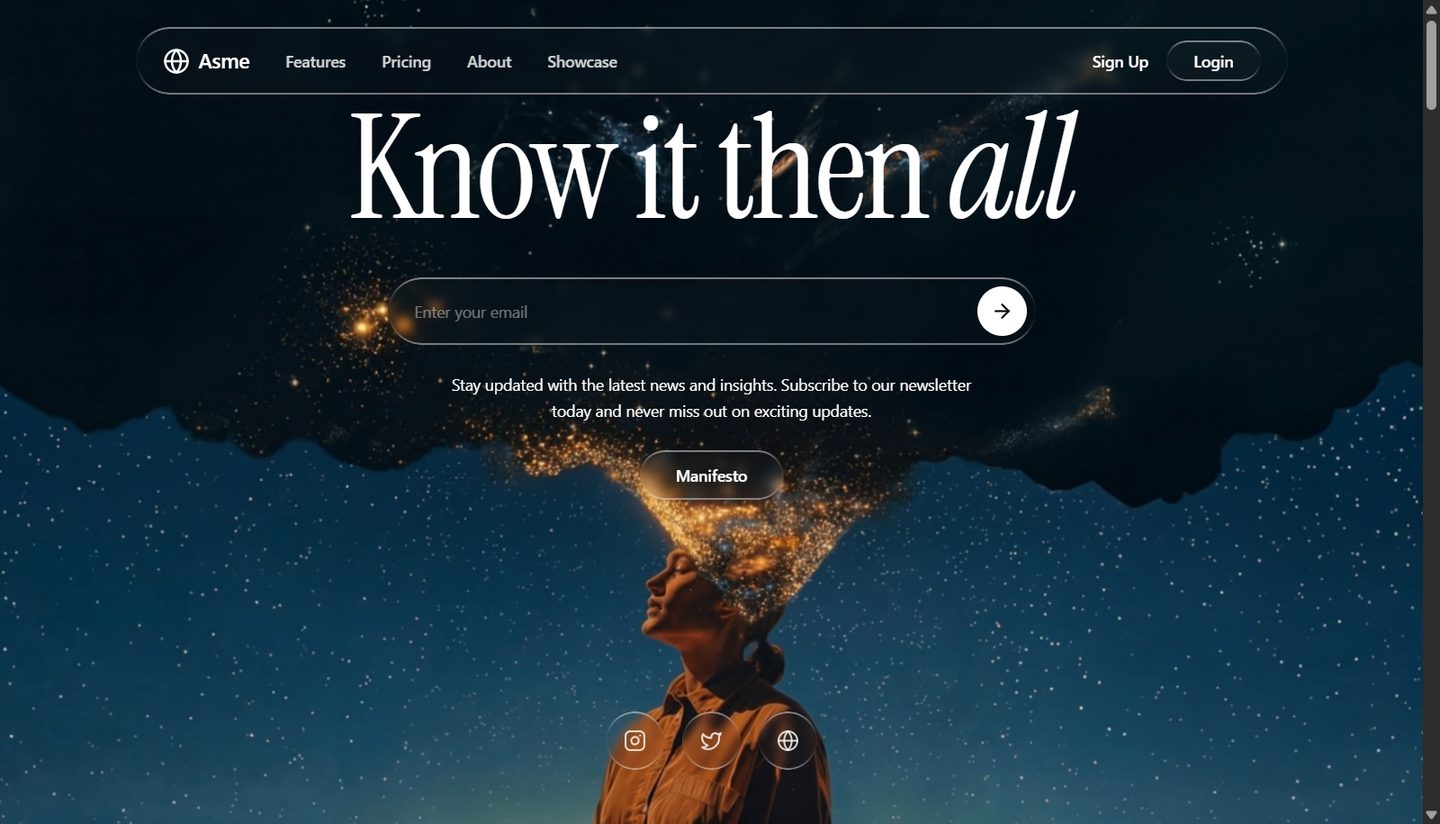 Asme Features Pricing About Showcase Sign Up Login
Know it then all
Enter your email
Stay updated with the latest news and insights. Subscribe to our newsletter
today and never miss out on exciting updates.
Manifesto